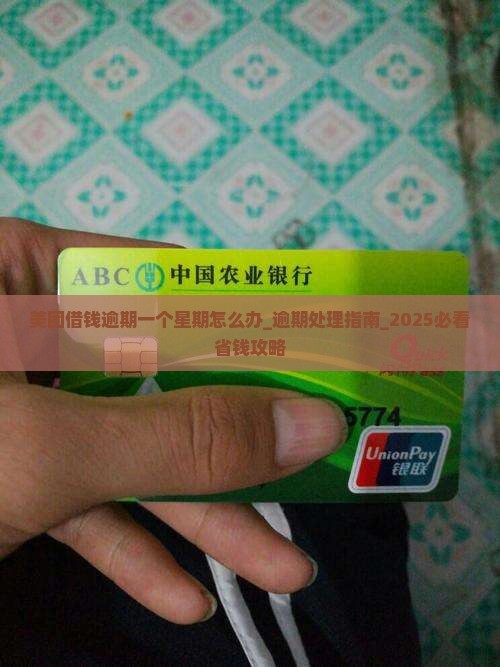 ABC 中国农业银行
美团借钱逾期一个星期怎么办_逾期处理指南_2025必看
省钱攻略
5774
UnionPay
银联